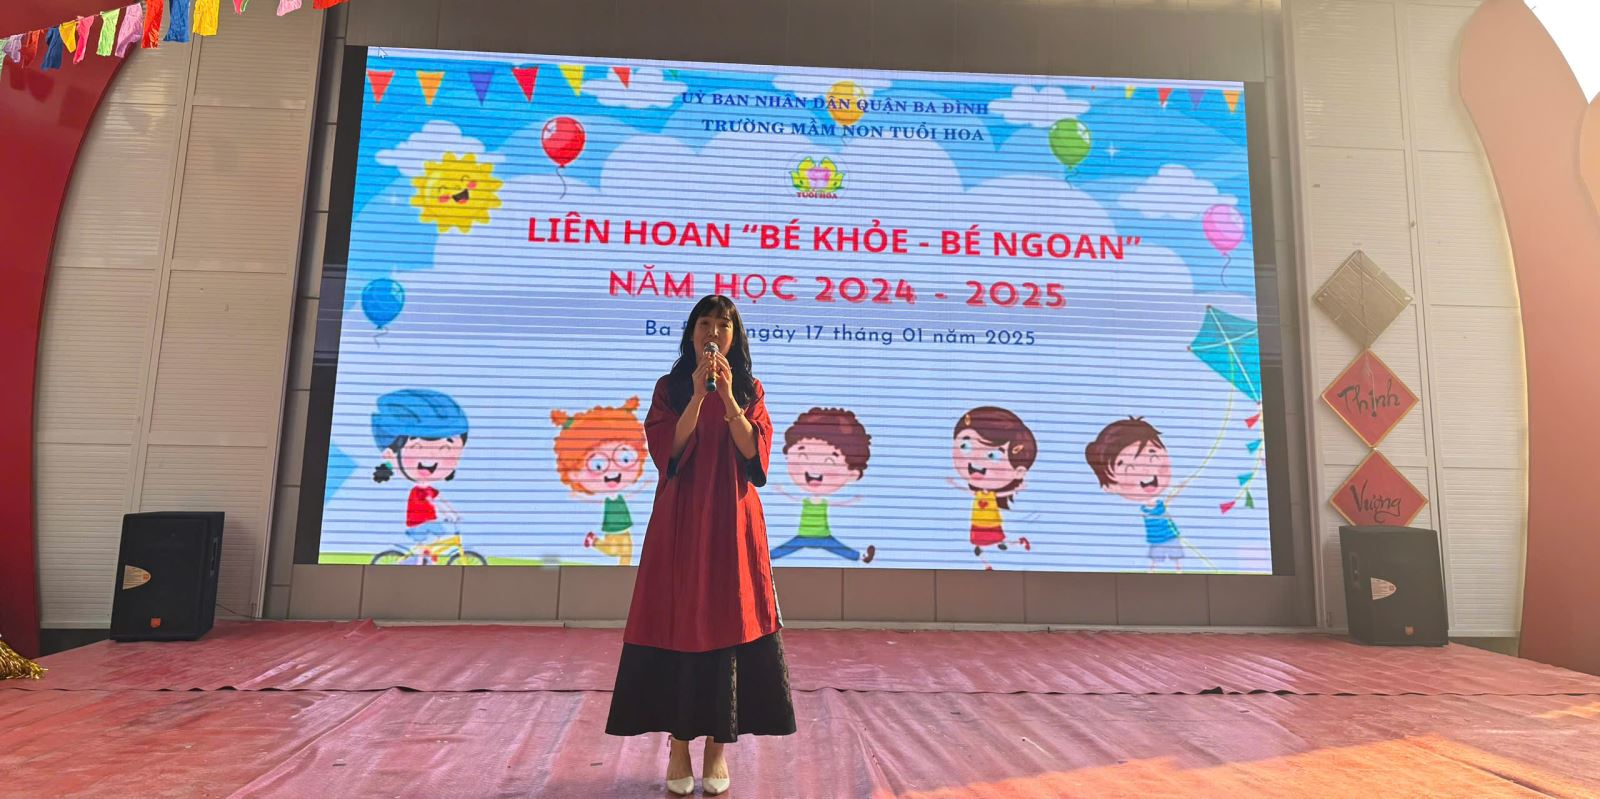 UỶ BAN NHÂN DÂN QUẬN BA ĐÌNH
TRƯỜNG MẦM NON TUỔI HOA
TUỔI HOA
LIÊN HOAN “BÉ KHỎE - BÉ NGOAN”
NĂM HỌC 2024 - 2025
Ba ngày 17 tháng 01 năm 2025
Thịnh
Vượng